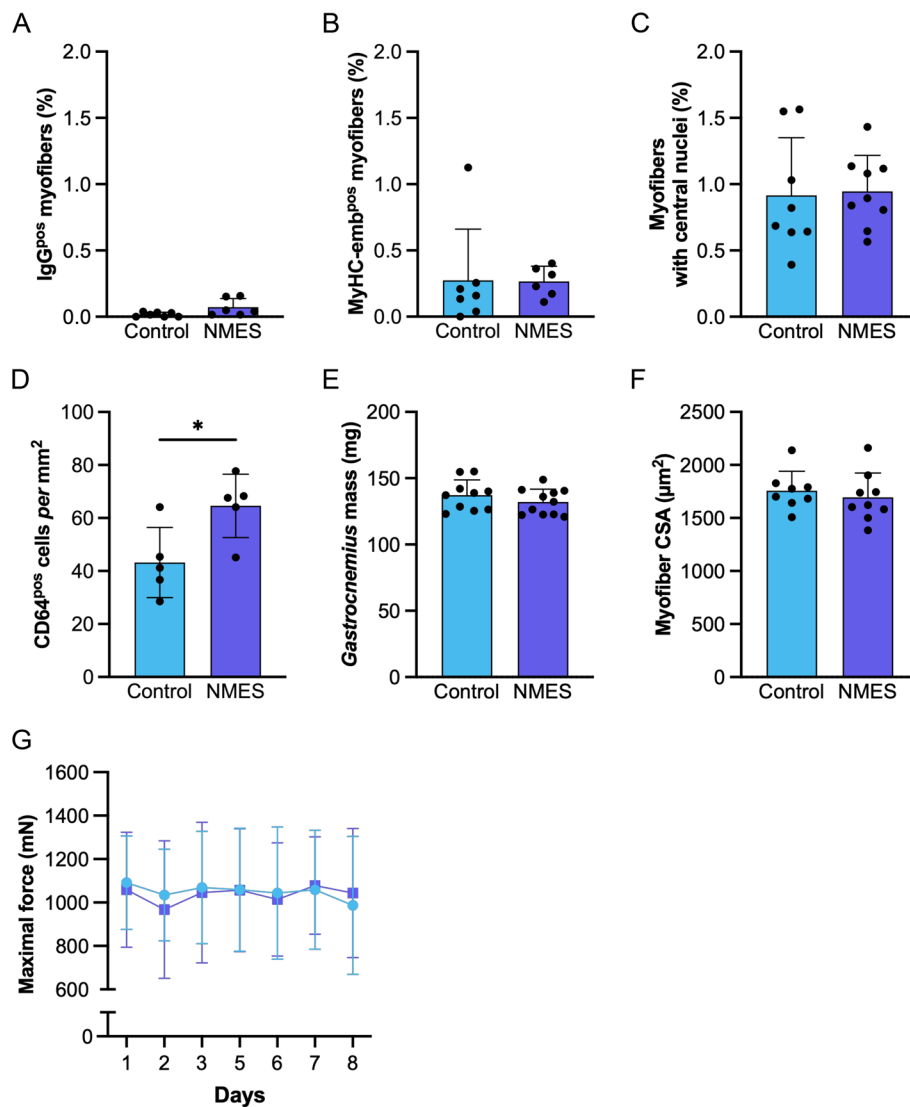 A
IgGpos myofibers (%)
2.0
1.5
1.0
0.5
0.0
Control NMES
B
MyHC-embpos myofibers (%)
2.0
1.5
1.0
0.5
0.0
Control NMES
C
Myofibers
with central nuclei (%)
2.0
1.5
1.0
0.5
0.0
Control NMES
D
CD64pos cells per mm2
100
80
60
40
20
0
*
Control NMES
E
Gastrocnemius mass (mg)
200
150
100
50
0
Control NMES
F
Myofiber CSA (µm2)
2500
2000
1500
1000
500
0
Control NMES
G
Maximal force (mN)
1600
1400
1200
1000
800
600
0
1 2 3 5 6 7 8
Days